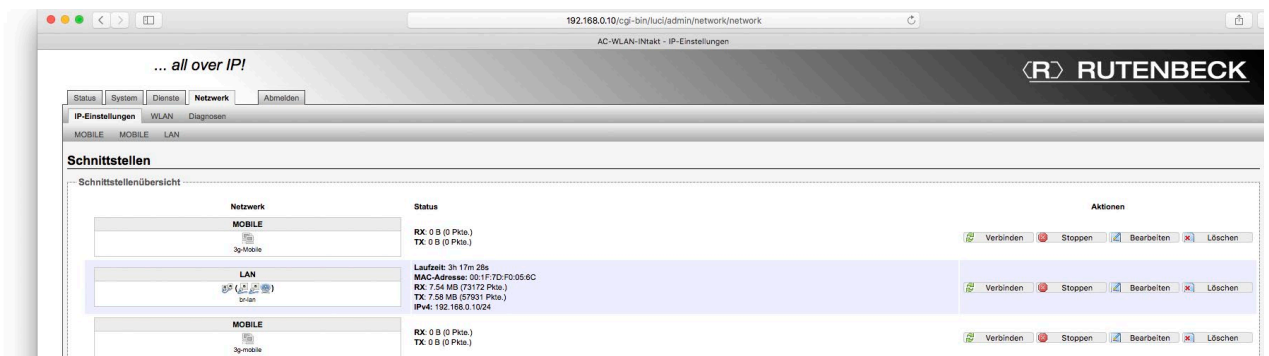 192.168.0.10/cgi-bin/luci/admin/network/network
AC-WLAN-INtakt - IP-Einstellungen
... all over IP!
⟨R⟩ RUTENBECK
Status System Dienste Netzwerk Abmelden
IP-Einstellungen WLAN Diagnosen
MOBILE MOBILE LAN
Schnittstellen
Schnittstellenübersicht
Netzwerk Status Aktionen
MOBILE
3g-Mobile
RX: 0 B (0 Pkte.)
TX: 0 B (0 Pkte.)
Verbinden Stoppen Bearbeiten Löschen
LAN
br-lan
Laufzeit: 3h 17m 26s
MAC-Adresse: 00:1F:7D:F0:05:6C
RX: 7.54 MB (73172 Pkte.)
TX: 7.58 MB (57931 Pkte.)
IPv4: 192.168.0.10/24
Verbinden Stoppen Bearbeiten Löschen
MOBILE
3g-mobile
RX: 0 B (0 Pkte.)
TX: 0 B (0 Pkte.)
Verbinden Stoppen Bearbeiten Löschen